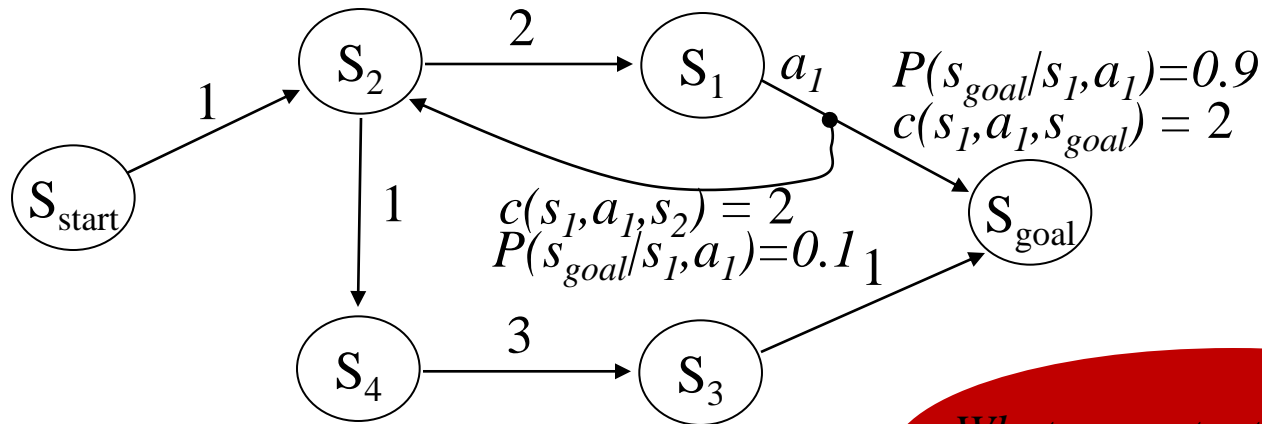 2
S2
S1
a1
P(sgoal/s1,a1)=0.9
c(s1,a1,sgoal) = 2
1
Sstart
1
c(s1,a1,s2) = 2
P(sgoal/s1,a1)=0.1
Sgoal
1
3
S4
S3